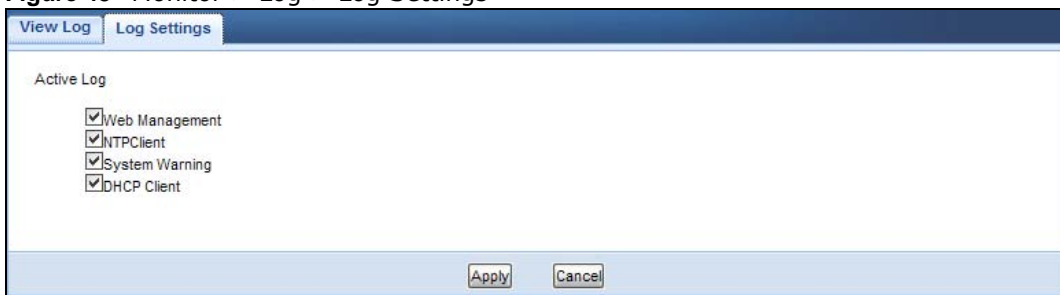 View Log Log Settings
Active Log
Web Management
NTPClient
System Warning
DHCP Client
Apply Cancel